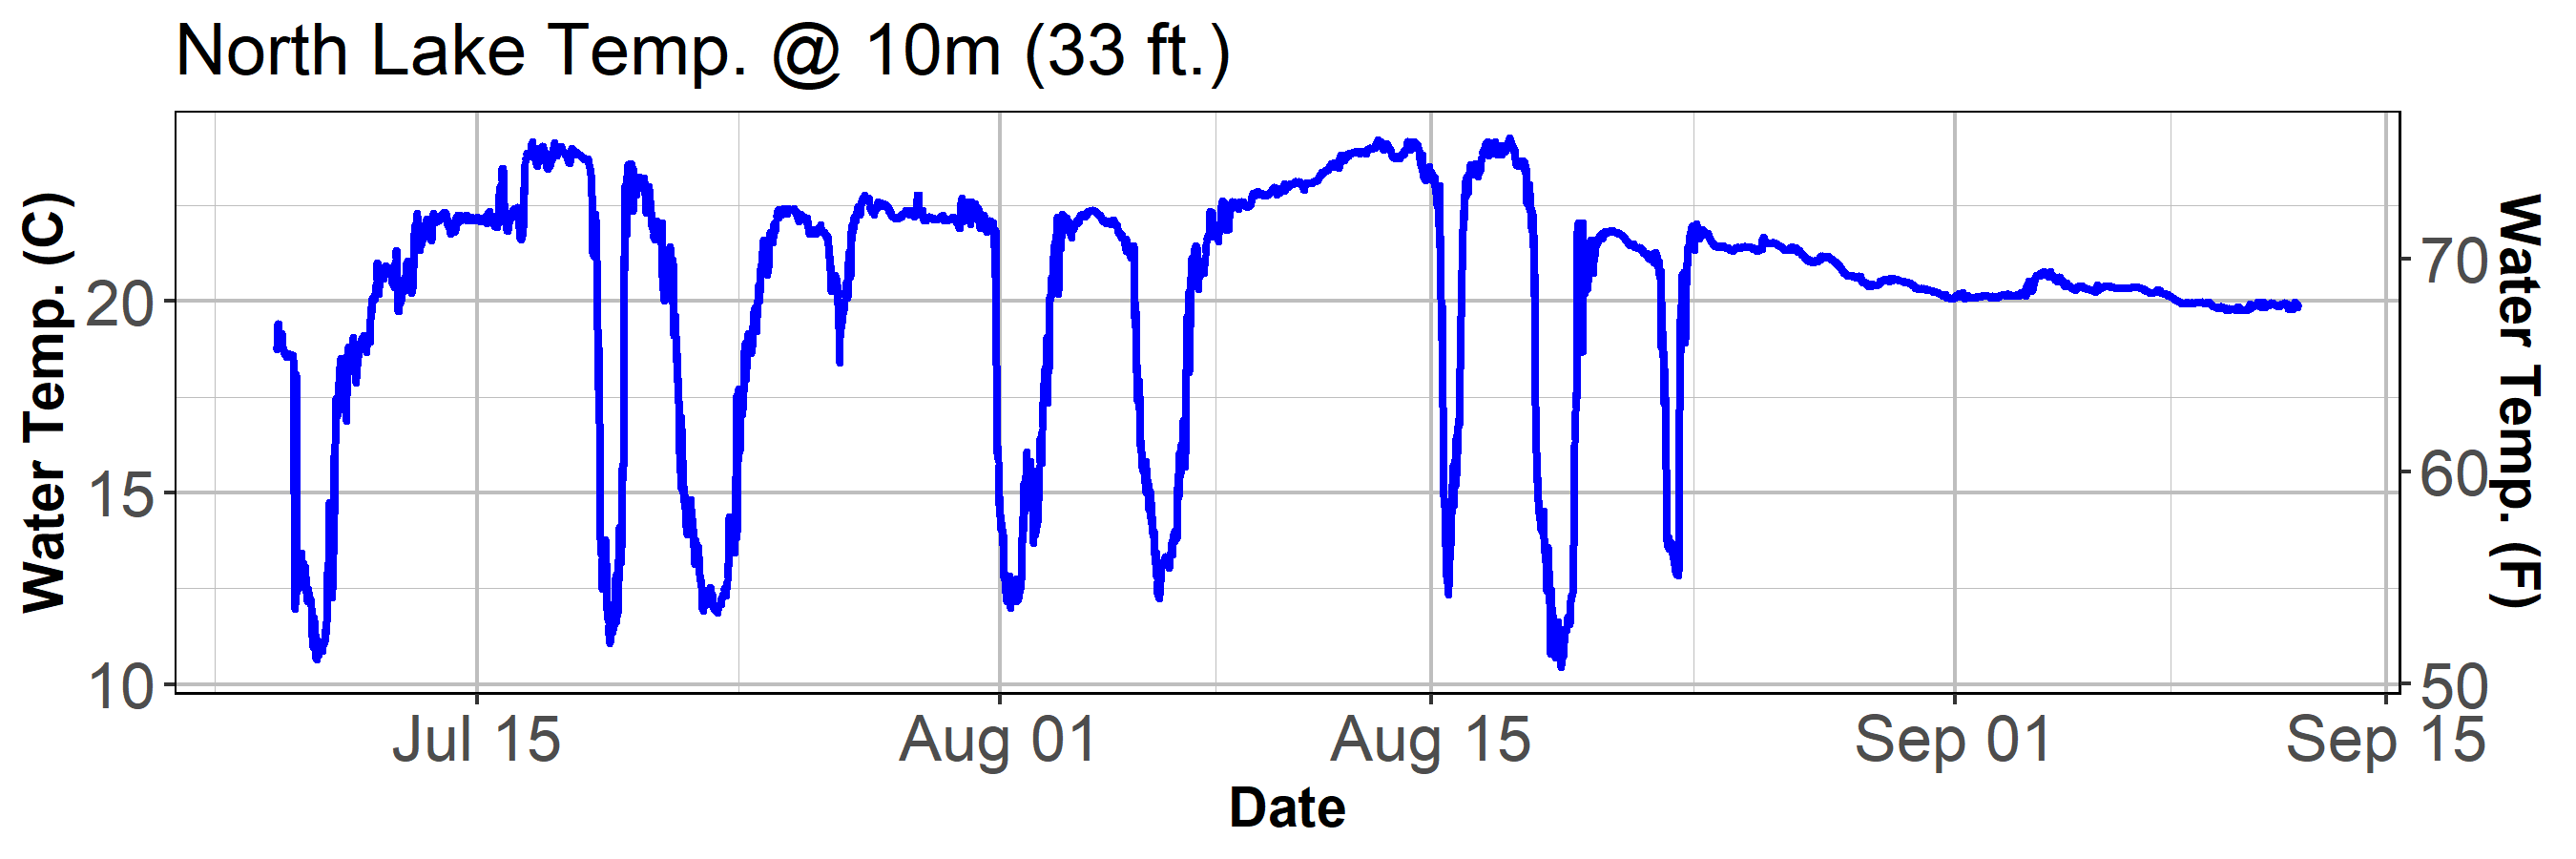 North Lake Temp. @ 10m (33 ft.)
Water Temp. (C)
20
15
10
70
60
50
Water Temp. (F)
Jul 15
Aug 01
Aug 15
Sep 01
Sep 15
Date